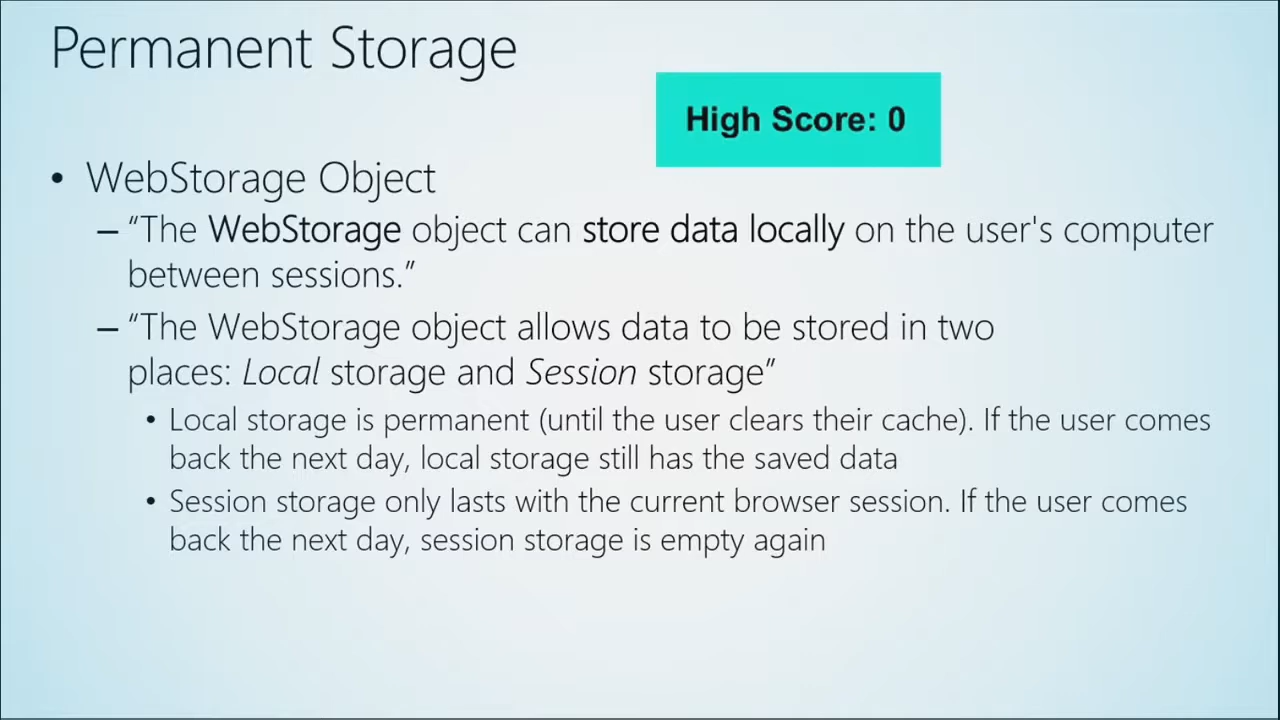 Permanent Storage
High Score: 0
• WebStorage Object
– “The WebStorage object can store data locally on the user's computer
between sessions.”
– “The WebStorage object allows data to be stored in two
places: Local storage and Session storage”
• Local storage is permanent (until the user clears their cache). If the user comes
back the next day, local storage still has the saved data
• Session storage only lasts with the current browser session. If the user comes
back the next day, session storage is empty again